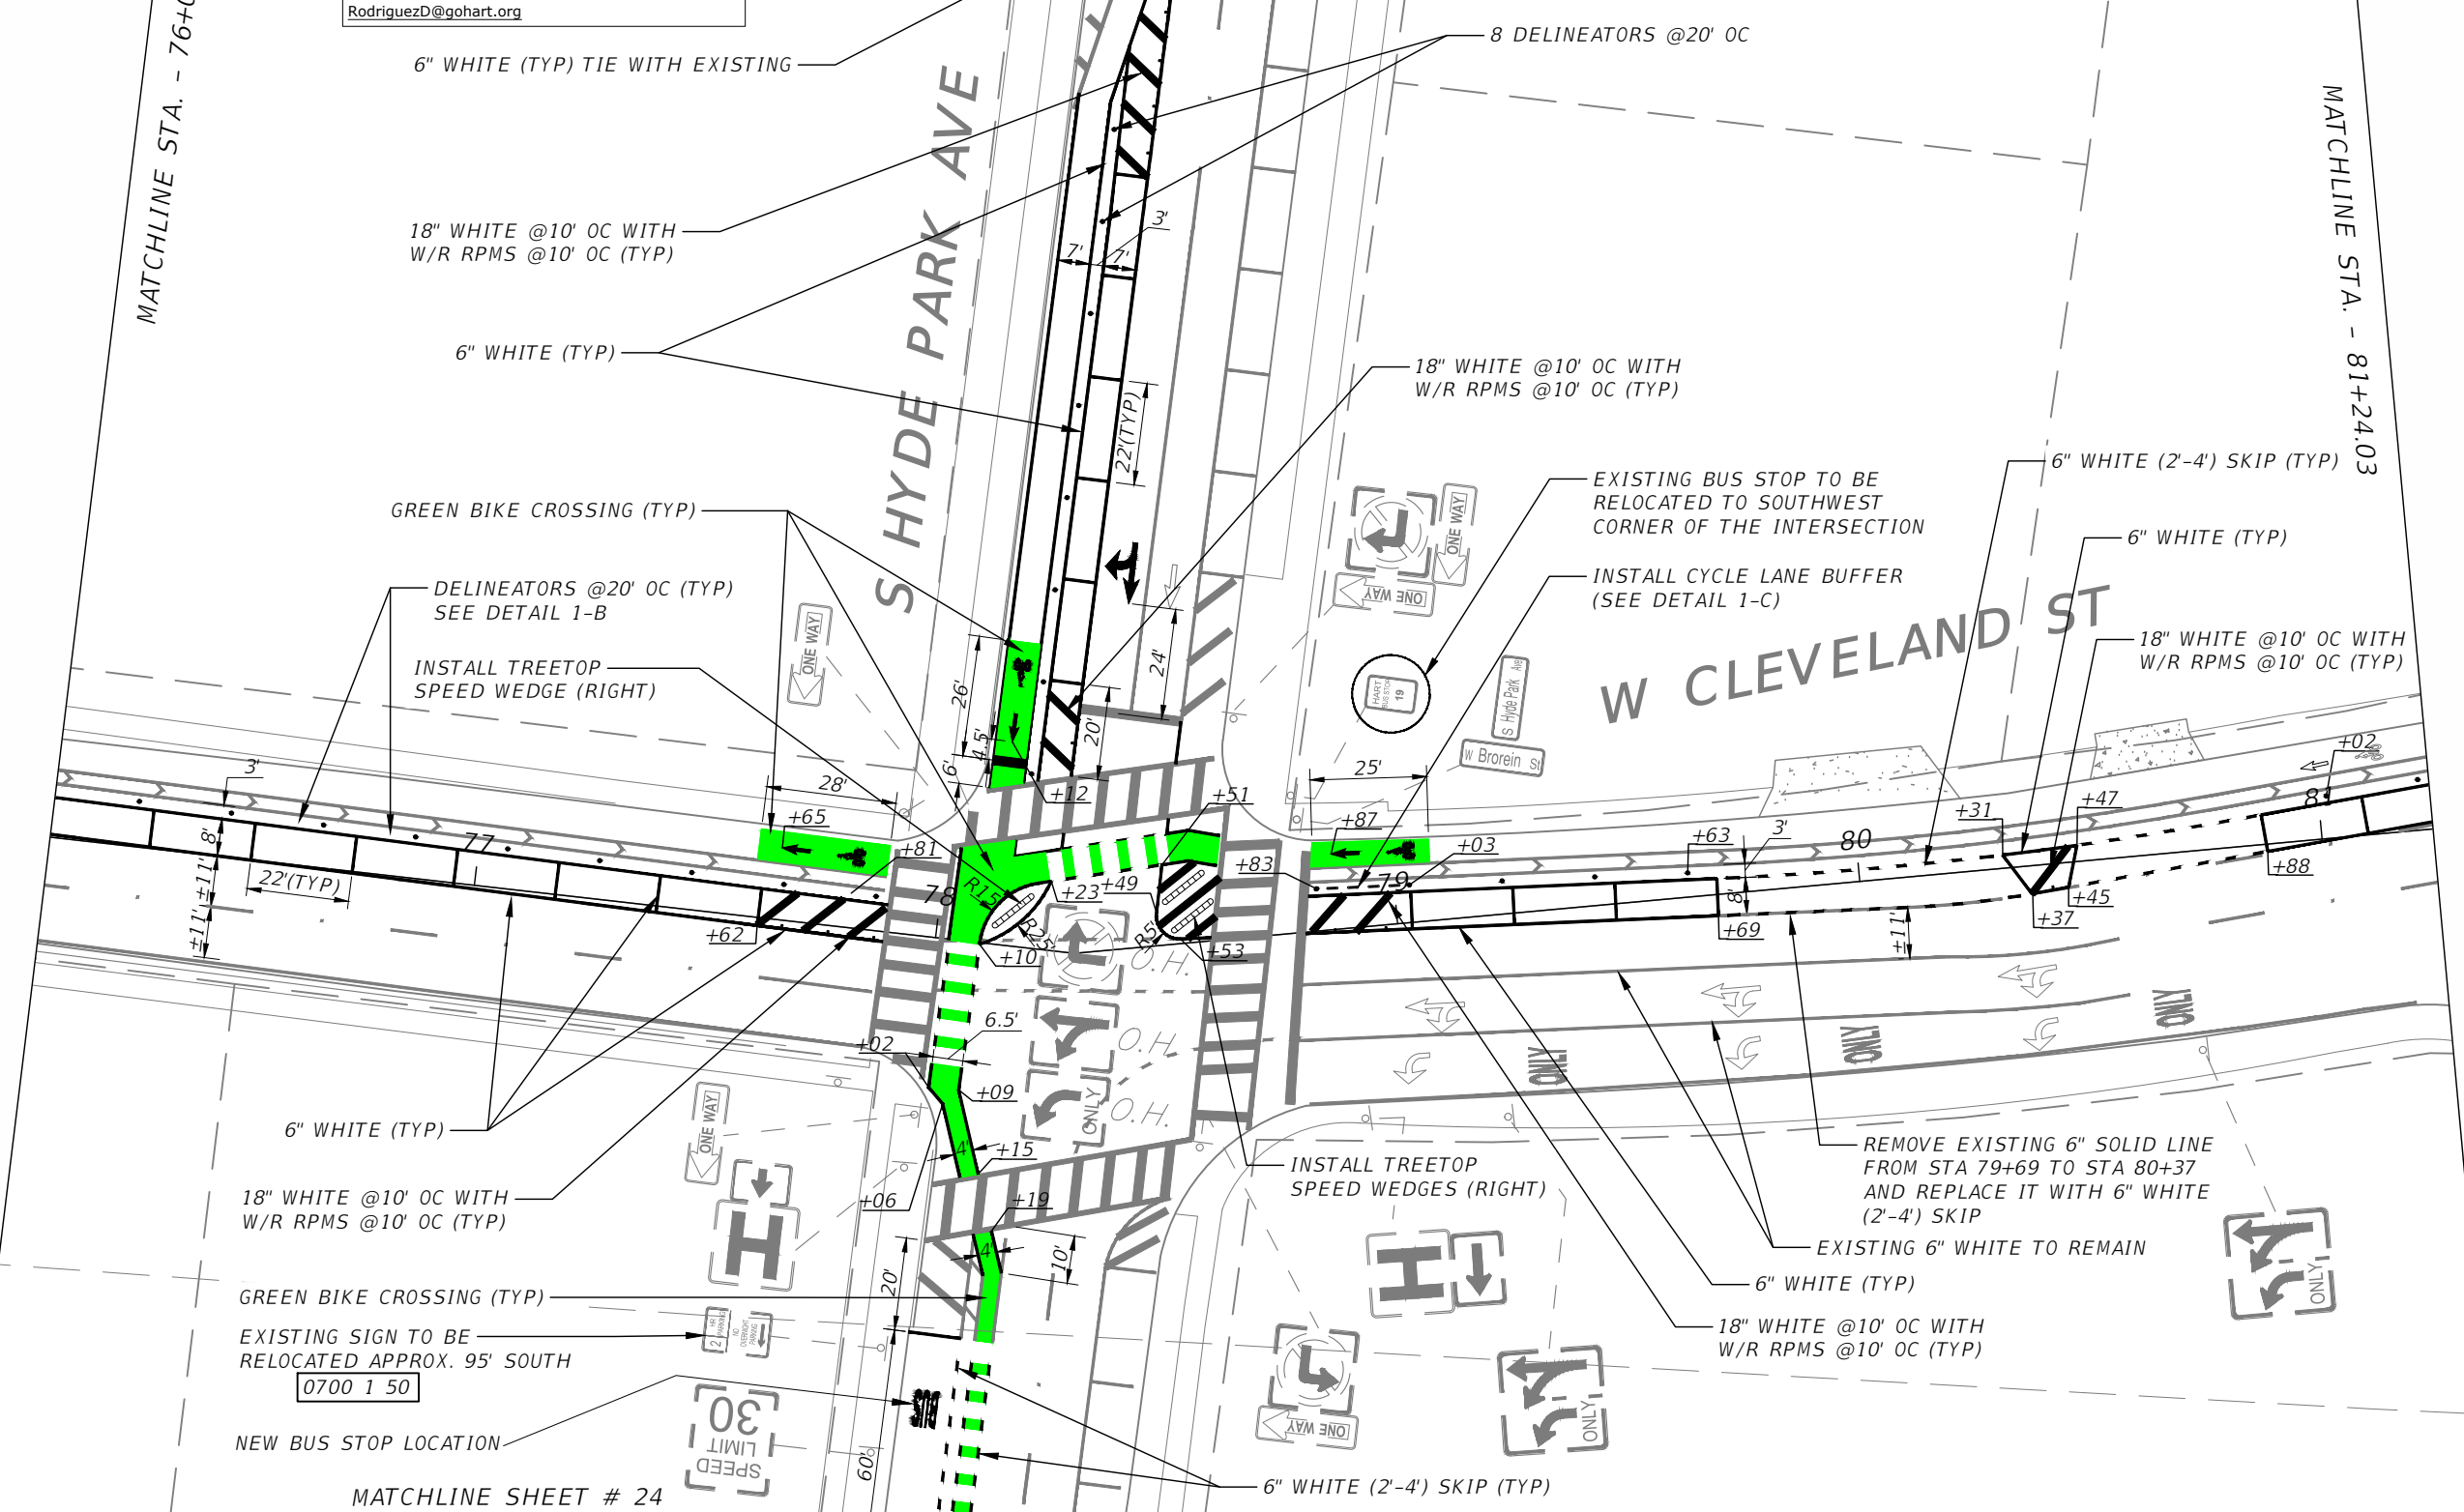 RodriguezD@gohart.org
MATCHLINE STA. - 76+0
6" WHITE (TYP) TIE WITH EXISTING
8 DELINEATORS @20' OC
MATCHLINE STA. - 81+24.03
S HYDE PARK AVE
18" WHITE @10' OC WITH
W/R RPMS @10' OC (TYP)
3'
7'
7'
6" WHITE (TYP)
18" WHITE @10' OC WITH
W/R RPMS @10' OC (TYP)
22'(TYP)
6" WHITE (2'-4') SKIP (TYP)
EXISTING BUS STOP TO BE
RELOCATED TO SOUTHWEST
CORNER OF THE INTERSECTION
GREEN BIKE CROSSING (TYP)
ONE WAY
ONE WAY
6" WHITE (TYP)
DELINEATORS @20' OC (TYP)
SEE DETAIL 1-B
INSTALL CYCLE LANE BUFFER
(SEE DETAIL 1-C)
W CLEVELAND ST
ONE WAY
18" WHITE @10' OC WITH
W/R RPMS @10' OC (TYP)
INSTALL TREETOP
SPEED WEDGE (RIGHT)
24'
26'
20'
4.5'
6'
HART
BUS STOP
19
S Hyde Park Ave
W Brorein St
3'
28'
25'
+12
+51
+02
+65
+87
+31
+47
81
8'
77
+81
+83
+03
+63
3'
80
79
+88
22'(TYP)
±11'
±11'
78
R15'
+23
+49
8'
+45
+37
+62
R25'
R5'
+69
±11'
+10
+53
O.H.
O.H.
O.H.
6.5'
+02
+09
ONLY
ONLY
ONLY
ONLY
6" WHITE (TYP)
ONE WAY
4'
+15
+06
+19
INSTALL TREETOP
SPEED WEDGES (RIGHT)
REMOVE EXISTING 6" SOLID LINE
FROM STA 79+69 TO STA 80+37
AND REPLACE IT WITH 6" WHITE
(2'-4') SKIP
18" WHITE @10' OC WITH
W/R RPMS @10' OC (TYP)
4'
10'
20'
EXISTING 6" WHITE TO REMAIN
6" WHITE (TYP)
ONLY
GREEN BIKE CROSSING (TYP)
EXISTING SIGN TO BE
RELOCATED APPROX. 95' SOUTH
0700 1 50
2 HR PARKING
NO OVERNIGHT PARKING
18" WHITE @10' OC WITH
W/R RPMS @10' OC (TYP)
SPEED
LIMIT
30
BUS
ONE WAY
ONLY
NEW BUS STOP LOCATION
60'
6" WHITE (2'-4') SKIP (TYP)
MATCHLINE SHEET # 24